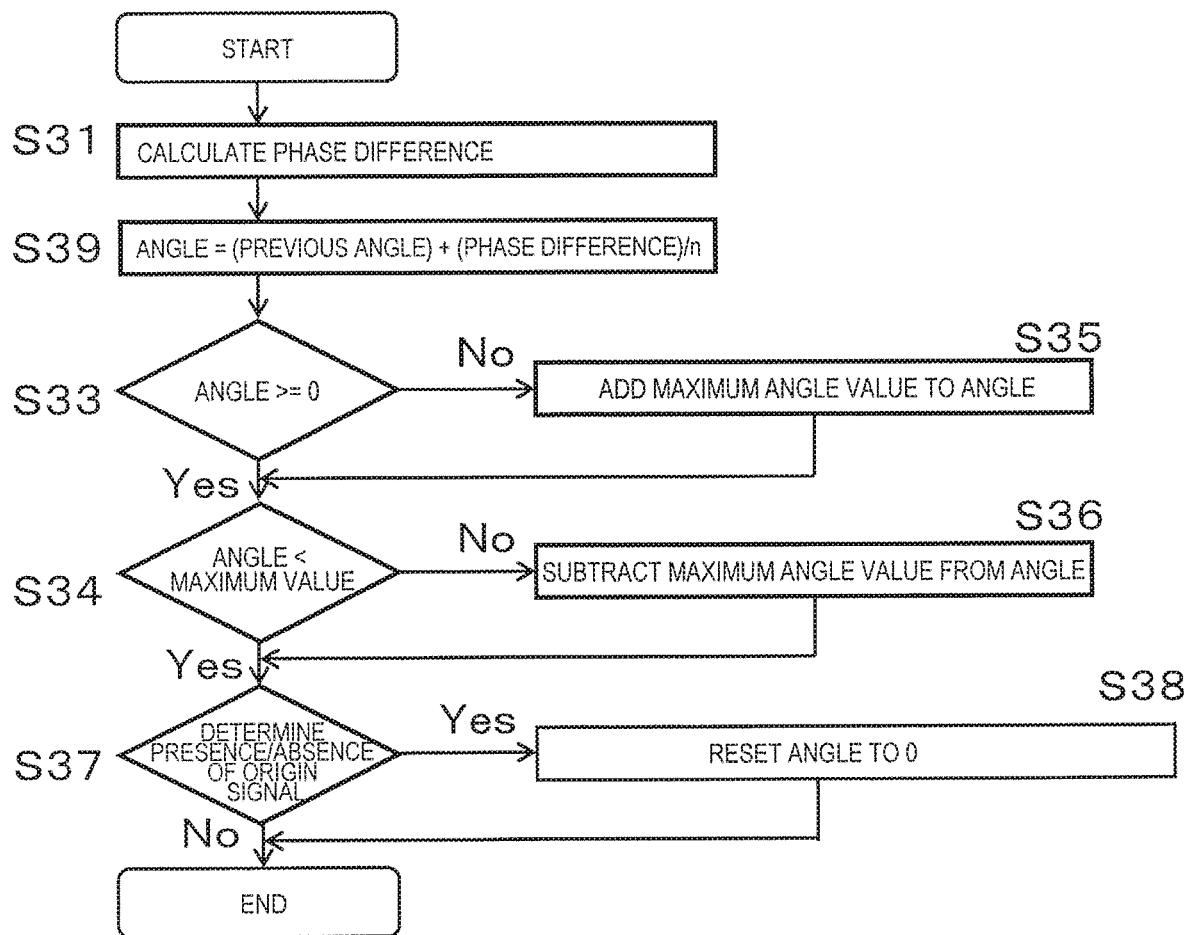 START
S31
CALCULATE PHASE DIFFERENCE
S39
ANGLE = (PREVIOUS ANGLE) + (PHASE DIFFERENCE)/n
S33
ANGLE >= 0
No
S35
ADD MAXIMUM ANGLE VALUE TO ANGLE
Yes
S34
ANGLE <
MAXIMUM VALUE
No
S36
SUBTRACT MAXIMUM ANGLE VALUE FROM ANGLE
Yes
S37
DETERMINE
PRESENCE/ABSENCE
OF ORIGIN
SIGNAL
Yes
S38
RESET ANGLE TO 0
No
END